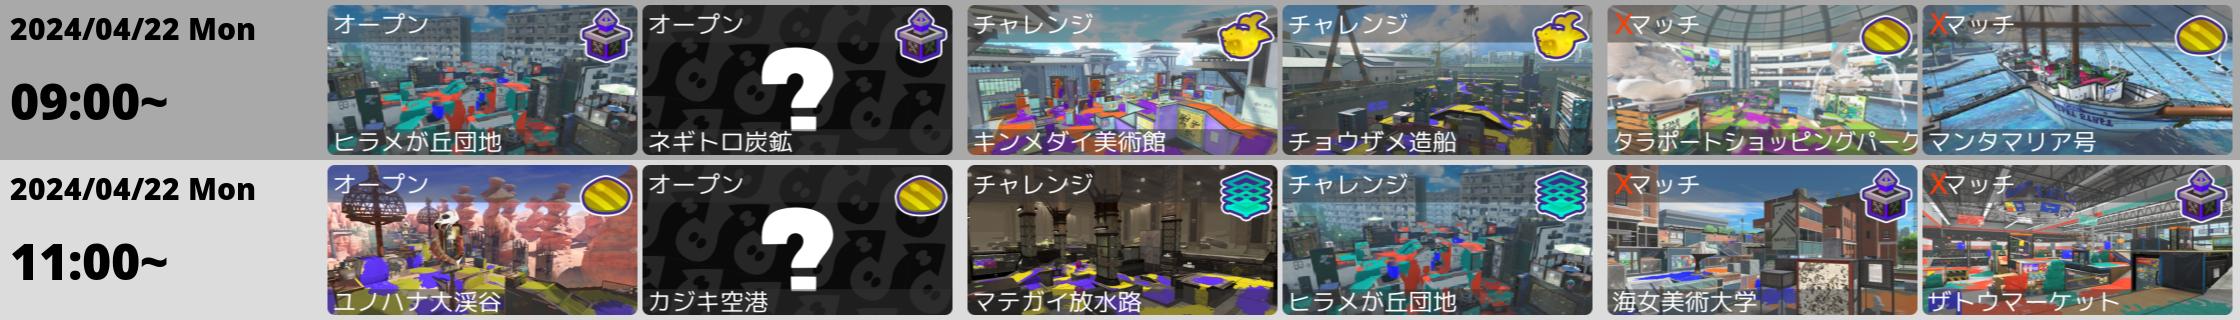 2024/04/22 Mon
09:00~
オープン
ヒラメが丘団地
オープン
?
ネギトロ炭鉱
チャレンジ
キンメダイ美術館
チャレンジ
チョウザメ造船
Xマッチ
タラポートショッピングパーク
Xマッチ
マンタマリア号
2024/04/22 Mon
11:00~
オープン
ユノハナ大渓谷
オープン
?
カジキ空港
チャレンジ
マテガイ放水路
チャレンジ
ヒラメが丘団地
Xマッチ
海女美術大学
Xマッチ
ザトウマーケット